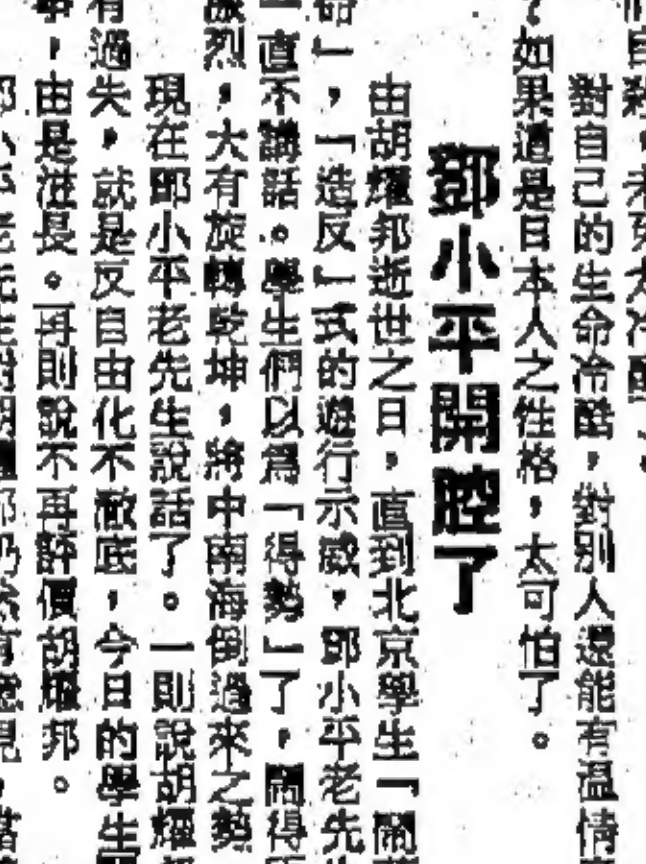 對自己的生命冷酷，對別人還能有溫情
？如果這是日本人之性格，太可怕了。
鄧小平開腔了
由胡耀邦逝世之日，直到北京學生「鬧革
命」，「造反」式的遊行示威，鄧小平老先生
一直不講話。學生們以爲「得勢」了，鬧得
激烈，大有旋轉乾坤，將中南海倒過來之勢
現在鄧小平老先生說話了。一則說胡耀邦
有過失，就是反自由化不徹底，今日的學生
，由是滋長。再則說不再評價胡耀邦。